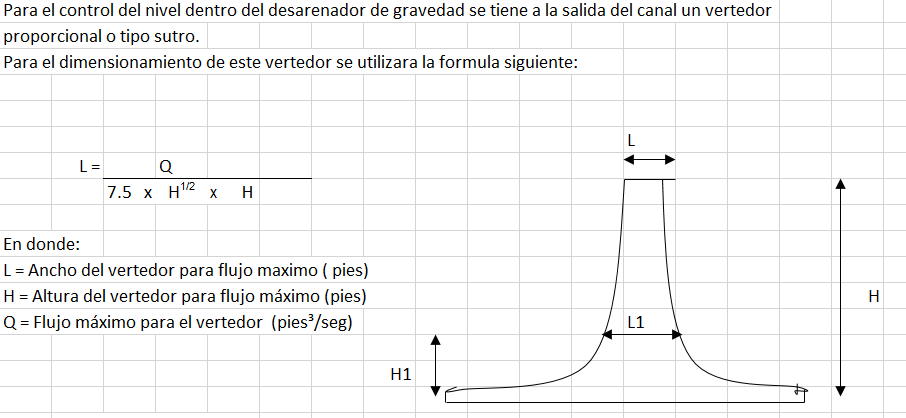 Para el control del nivel dentro del desarenador de gravedad se tiene a la salida del canal un vertedor
proporcional o tipo sutro.
Para el dimensionamiento de este vertedor se utilizara la formula siguiente:
L
L = Q
7.5 x H1/2 x H
En donde:
L = Ancho del vertedor para flujo maximo ( pies)
H = Altura del vertedor para flujo máximo (pies)
H
Q = Flujo máximo para el vertedor (pies³/seg)
L1
H1